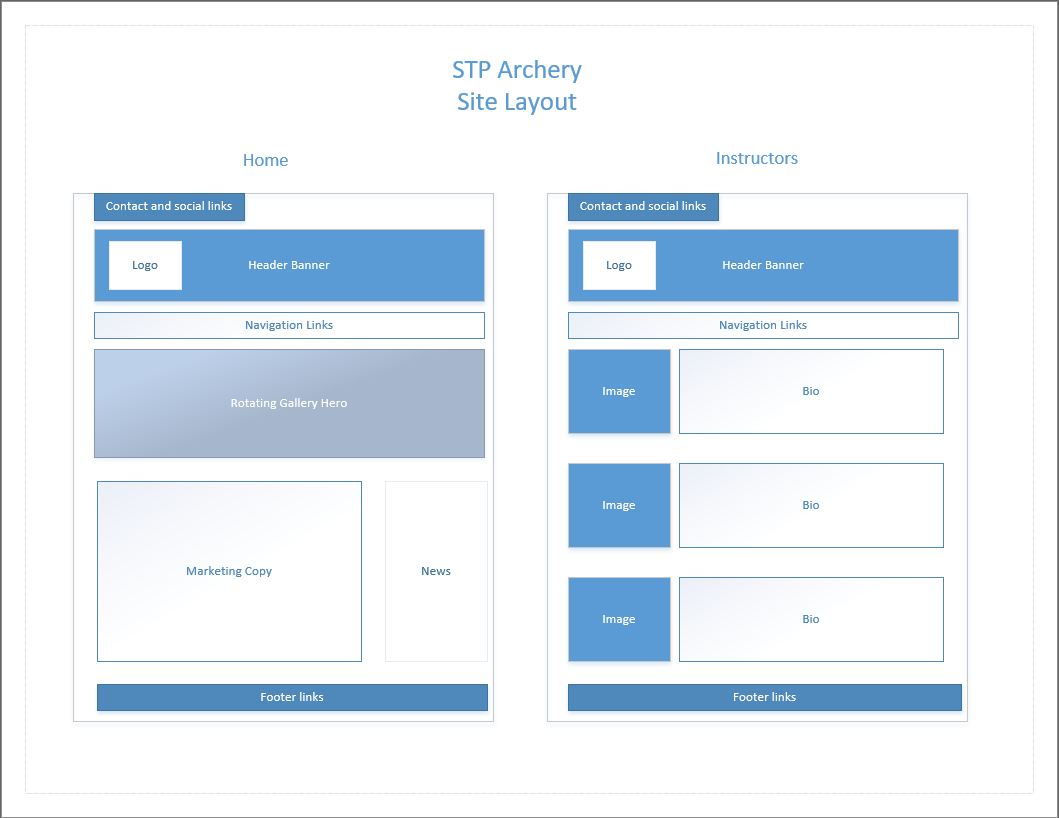 STP Archery
Site Layout
Home
Contact and social links
Logo
Header Banner
Navigation Links
Rotating Gallery Hero
Marketing Copy
News
Footer links
Instructors
Contact and social links
Logo
Header Banner
Navigation Links
Image
Bio
Image
Bio
Image
Bio
Footer links